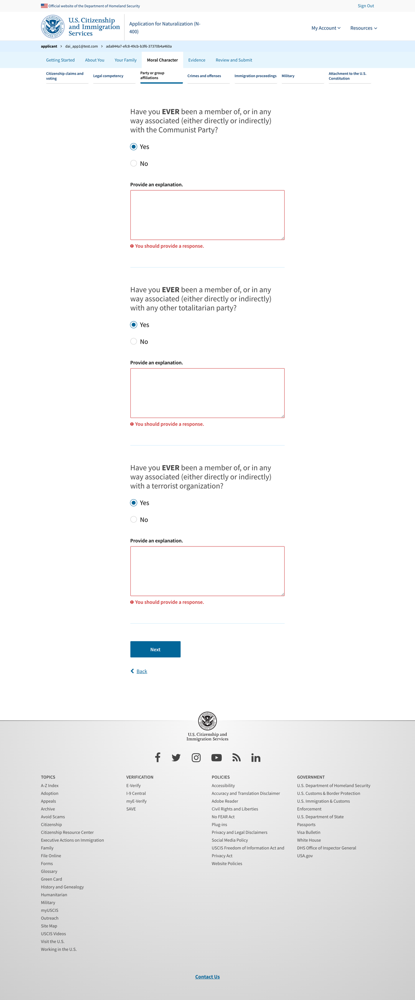 Official website of the Department of Homeland Security
Sign Out
U.S. Citizenship
and Immigration
Services
Application for Naturalization (N-
400)
My Account
Resources
applicant > dai_app1@test.com > ada844a7-efc8-49cb-b3f6-37370b4a460a
Getting Started
About You
Your Family
Moral Character
Evidence
Review and Submit
Citizenship claims and
voting
Legal competency
Party or group
affiliations
Crimes and offenses
Immigration proceedings
Military
Attachment to the U.S.
Constitution
Have you EVER been a member of, or in any
way associated (either directly or indirectly)
with the Communist Party?
Yes
No
Provide an explanation.
You should provide a response.
Have you EVER been a member of, or in any
way associated (either directly or indirectly)
with any other totalitarian party?
Yes
No
Provide an explanation.
You should provide a response.
Have you EVER been a member of, or in any
way associated (either directly or indirectly)
with a terrorist organization?
Yes
No
Provide an explanation.
You should provide a response.
Next
Back
U.S. Citizenship and
Immigration Services
TOPICS
A-Z Index
Adoption
Appeals
Archive
Avoid Scams
Citizenship
Citizenship Resource Center
Executive Actions on Immigration
Family
File Online
Forms
Glossary
Green Card
History and Genealogy
Humanitarian
Military
myUSCIS
Outreach
Site Map
USCIS Videos
Visit the U.S.
Working in the U.S.
VERIFICATION
E-Verify
I-9 Central
myE-Verify
SAVE
POLICIES
Accessibility
Accuracy and Translation Disclaimer
Adobe Reader
Civil Rights and Liberties
No FEAR Act
Plug-ins
Privacy and Legal Disclaimers
Social Media Policy
USCIS Freedom of Information Act and
Privacy Act
Website Policies
GOVERNMENT
U.S. Department of Homeland Security
U.S. Customs & Border Protection
U.S. Immigration & Customs
Enforcement
U.S. Department of State
Passports
Visa Bulletin
White House
DHS Office of Inspector General
USA.gov
Contact Us